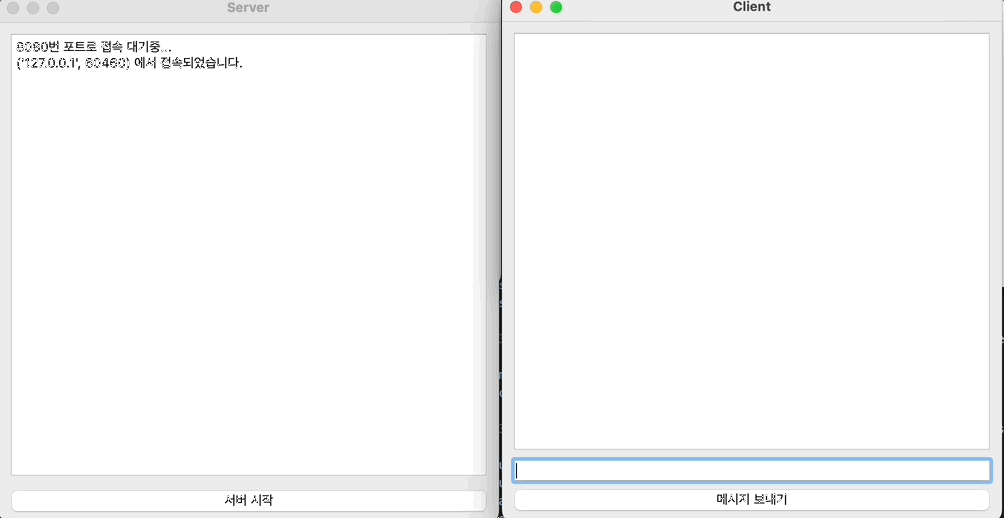 Server
8080번 포트로 접속 대기중...
('127.0.0.1', 60460) 에서 접속되었습니다.
서버 시작
Client
메시지 보내기